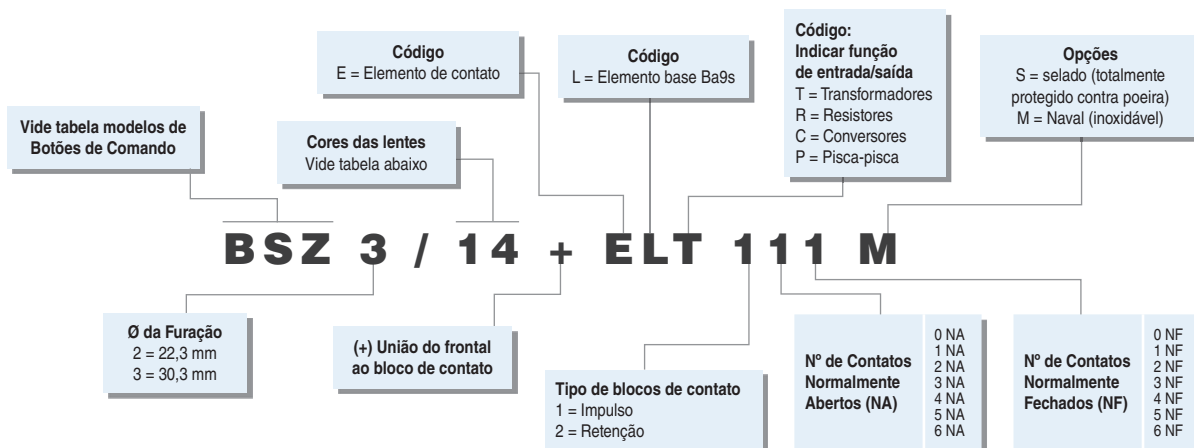 Código
E = Elemento de contato
Código
L = Elemento base Ba9s
Código:
Indicar função
de entrada/saída
T = Transformadores
R = Resistores
C = Conversores
P = Pisca-pisca
Opções
S = selado (totalmente
protegido contra poeira)
M = Naval (inoxidável)
Vide tabela modelos de
Botões de Comando
Cores das lentes
Vide tabela abaixo
BSZ 3 / 14 + ELT 111 M
Ø da Furação
2 = 22,3 mm
3 = 30,3 mm
(+) União do frontal
ao bloco de contato
Tipo de blocos de contato
1 = Impulso
2 = Retenção
Nº de Contatos
Normalmente
Abertos (NA)
0 NA
1 NA
2 NA
3 NA
4 NA
5 NA
6 NA
Nº de Contatos
Normalmente
Fechados (NF)
0 NF
1 NF
2 NF
3 NF
4 NF
5 NF
6 NF